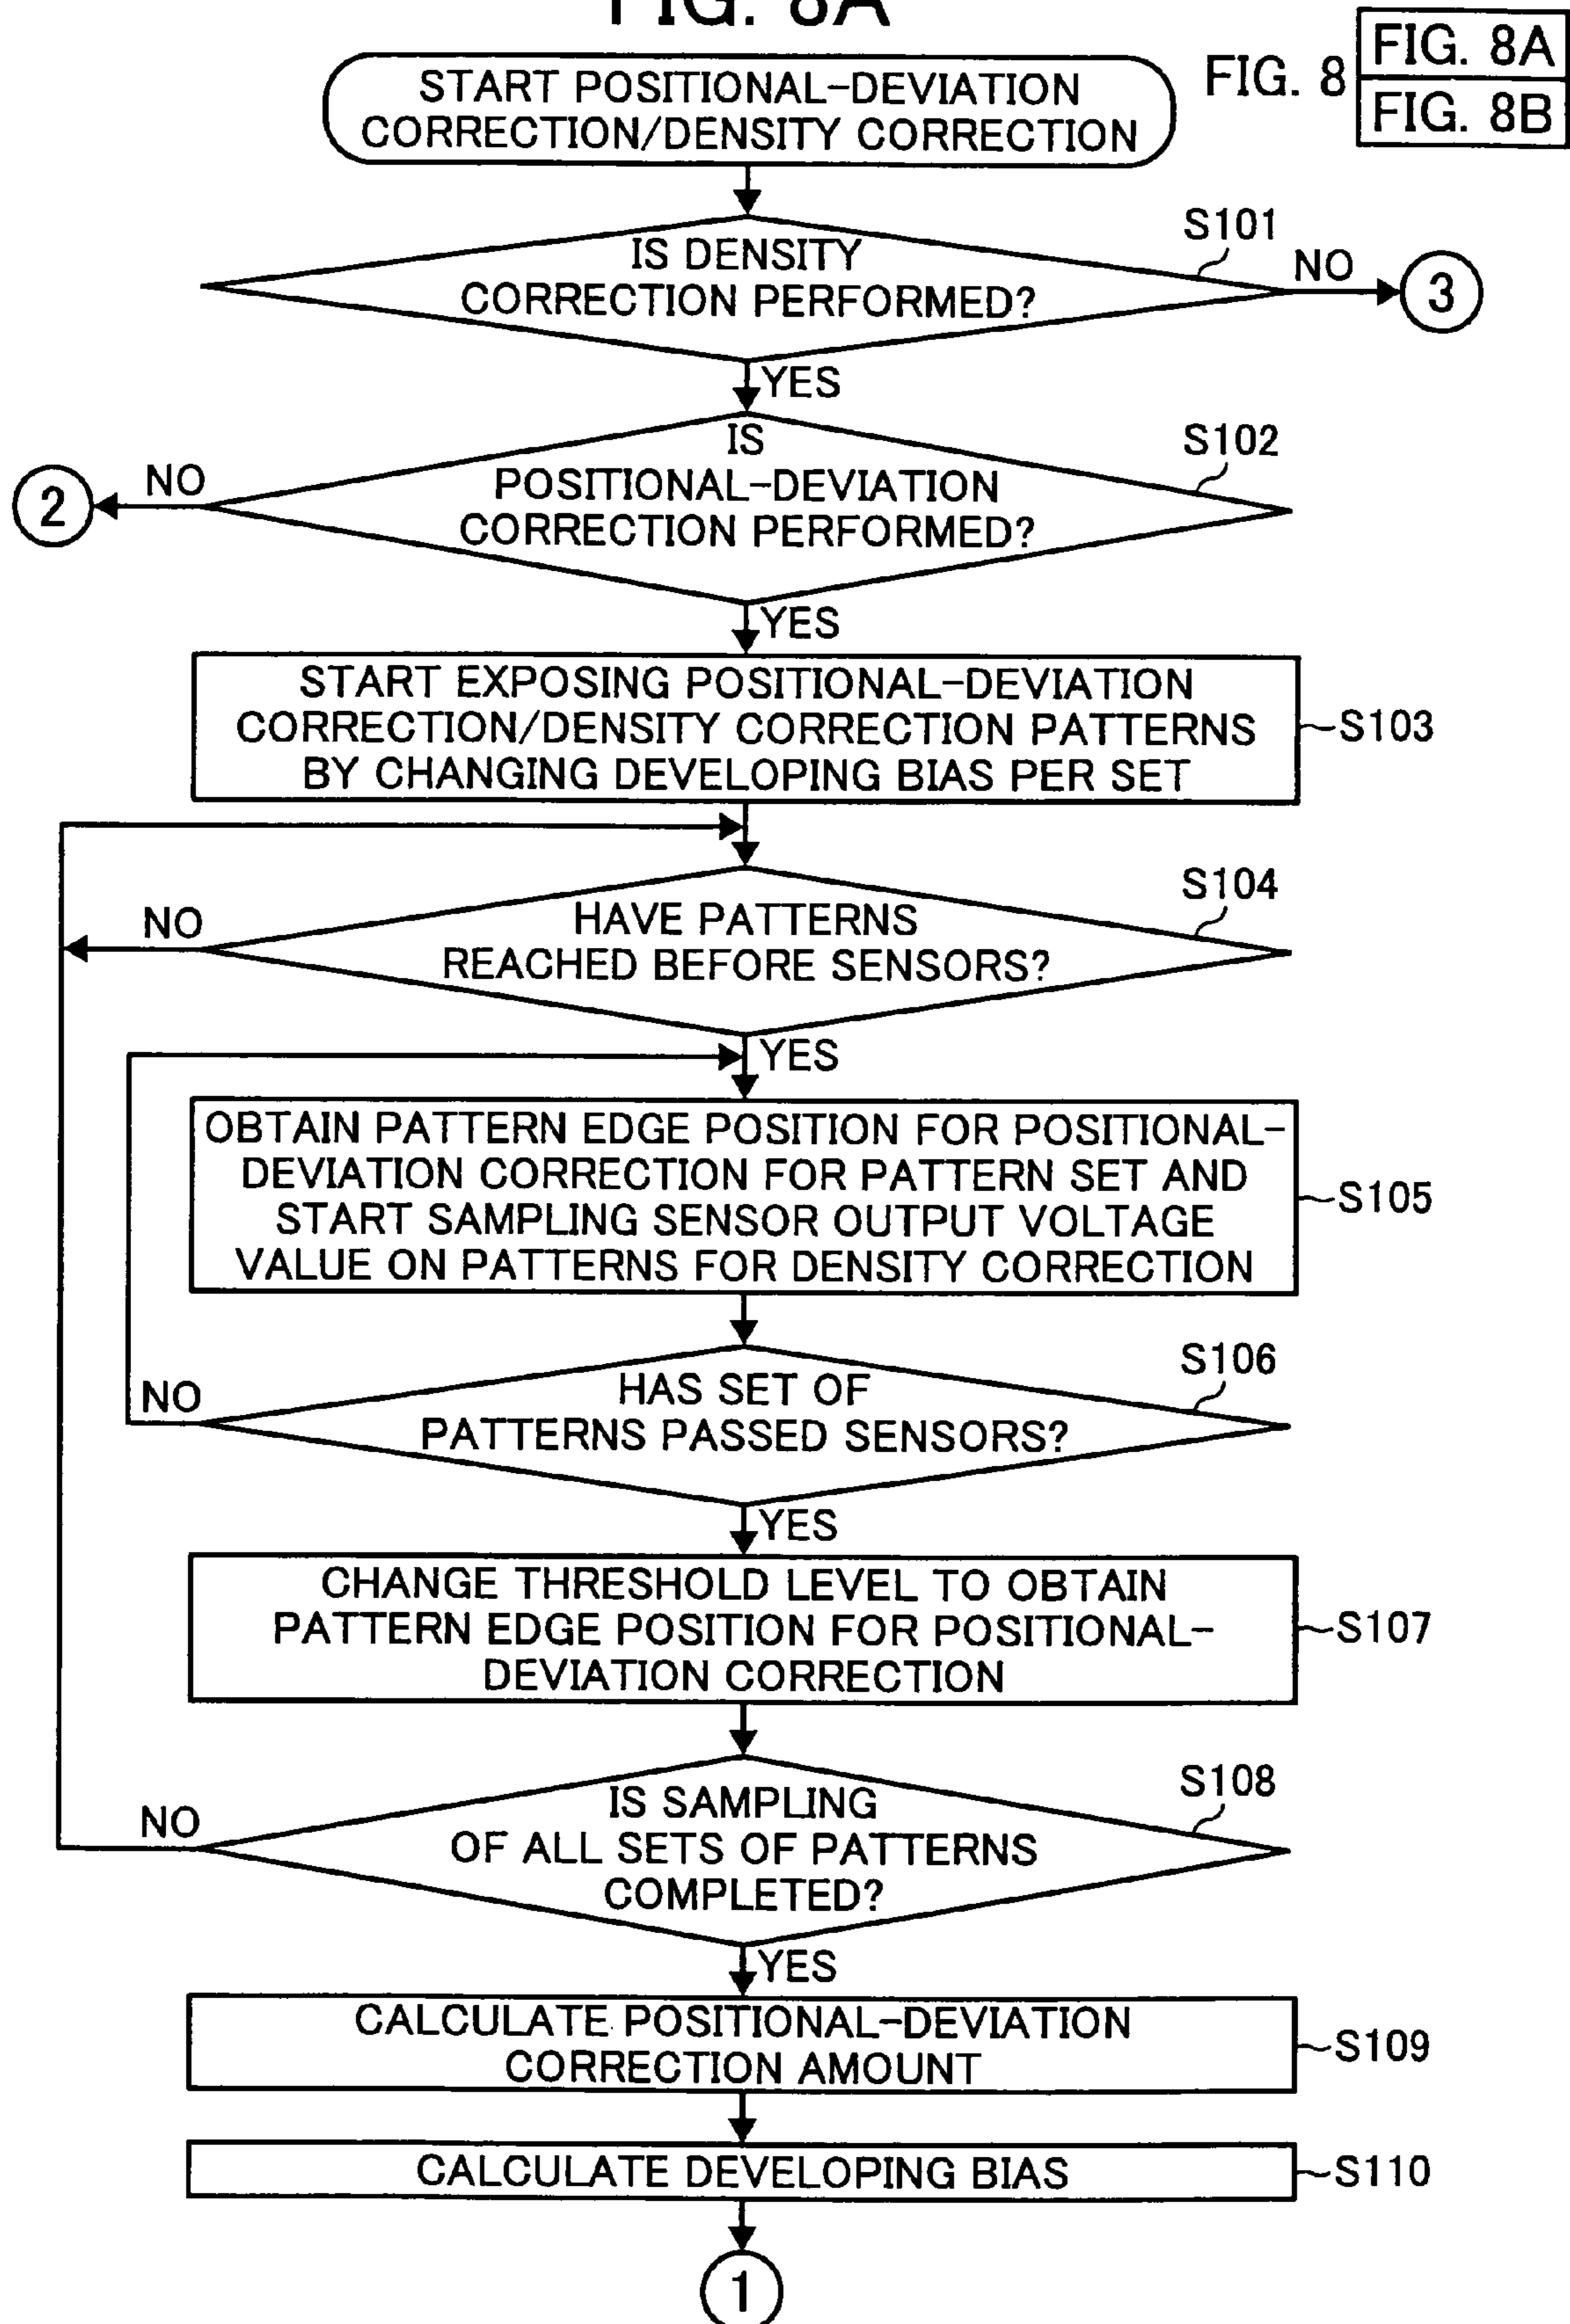 FIG. 8A
FIG. 8
FIG. 8A
FIG. 8B
START POSITIONAL-DEVIATION
CORRECTION/DENSITY CORRECTION
S101
IS DENSITY
CORRECTION PERFORMED?
NO
3
YES
S102
IS
POSITIONAL-DEVIATION
CORRECTION PERFORMED?
NO
2
YES
START EXPOSING POSITIONAL-DEVIATION
CORRECTION/DENSITY CORRECTION PATTERNS
BY CHANGING DEVELOPING BIAS PER SET
S103
S104
HAVE PATTERNS
REACHED BEFORE SENSORS?
NO
YES
OBTAIN PATTERN EDGE POSITION FOR POSITIONAL-
DEVIATION CORRECTION FOR PATTERN SET AND
START SAMPLING SENSOR OUTPUT VOLTAGE
VALUE ON PATTERNS FOR DENSITY CORRECTION
S105
S106
HAS SET OF
PATTERNS PASSED SENSORS?
NO
YES
CHANGE THRESHOLD LEVEL TO OBTAIN
PATTERN EDGE POSITION FOR POSITIONAL-
DEVIATION CORRECTION
S107
S108
IS SAMPLING
OF ALL SETS OF PATTERNS
COMPLETED?
NO
YES
CALCULATE POSITIONAL-DEVIATION
CORRECTION AMOUNT
S109
CALCULATE DEVELOPING BIAS
S110
1